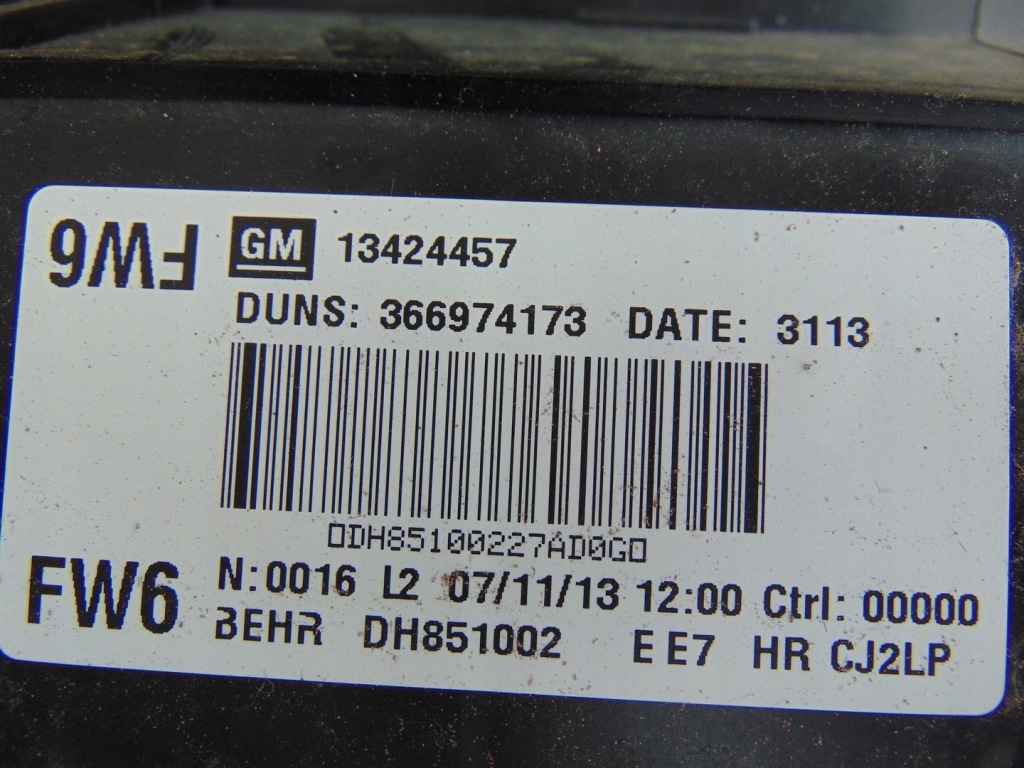 FW6
GM 13424457
DUNS: 366974173 DATE: 3113
▯DH85100227AD0G▯
FW6
N:0016 L2 07/11/13 12:00 Ctrl: 00000
BEHR DH851002 E E7 HR CJ2LP